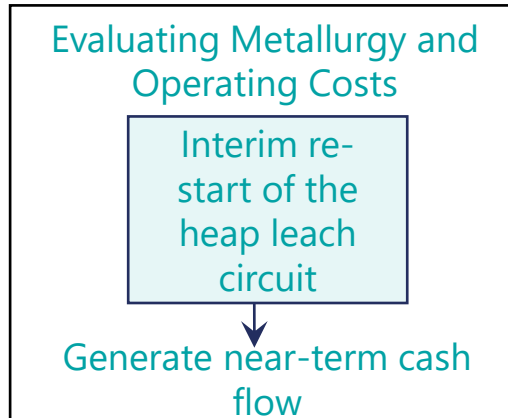 Evaluating Metallurgy and
Operating Costs
Interim re-
start of the
heap leach
circuit
Generate near-term cash
flow